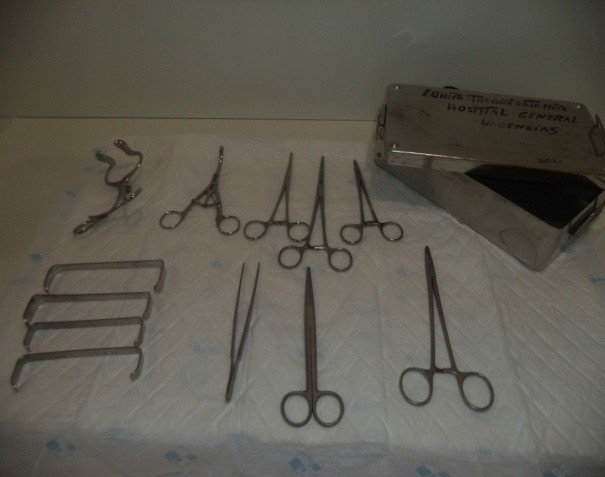 EQUIPO TRAQUEOSTOMIA
HOSPITAL GENERAL
URGENCIAS